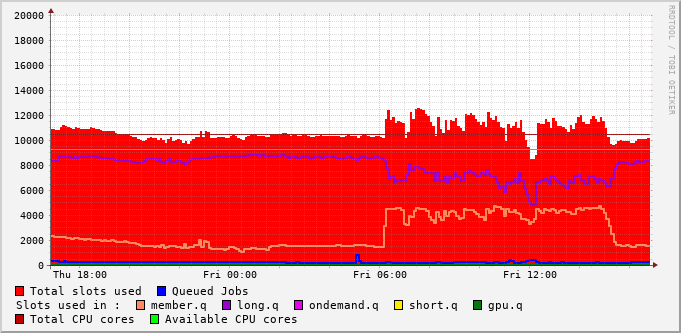 20000
18000
16000
14000
12000
10000
8000
6000
4000
2000
0
Thu 18:00 Fri 00:00 Fri 06:00 Fri 12:00
RRDTOOL / TOBI OETIKER
Total slots used Queued Jobs
Slots used in : member.q long.q ondemand.q short.q gpu.q
Total CPU cores Available CPU cores